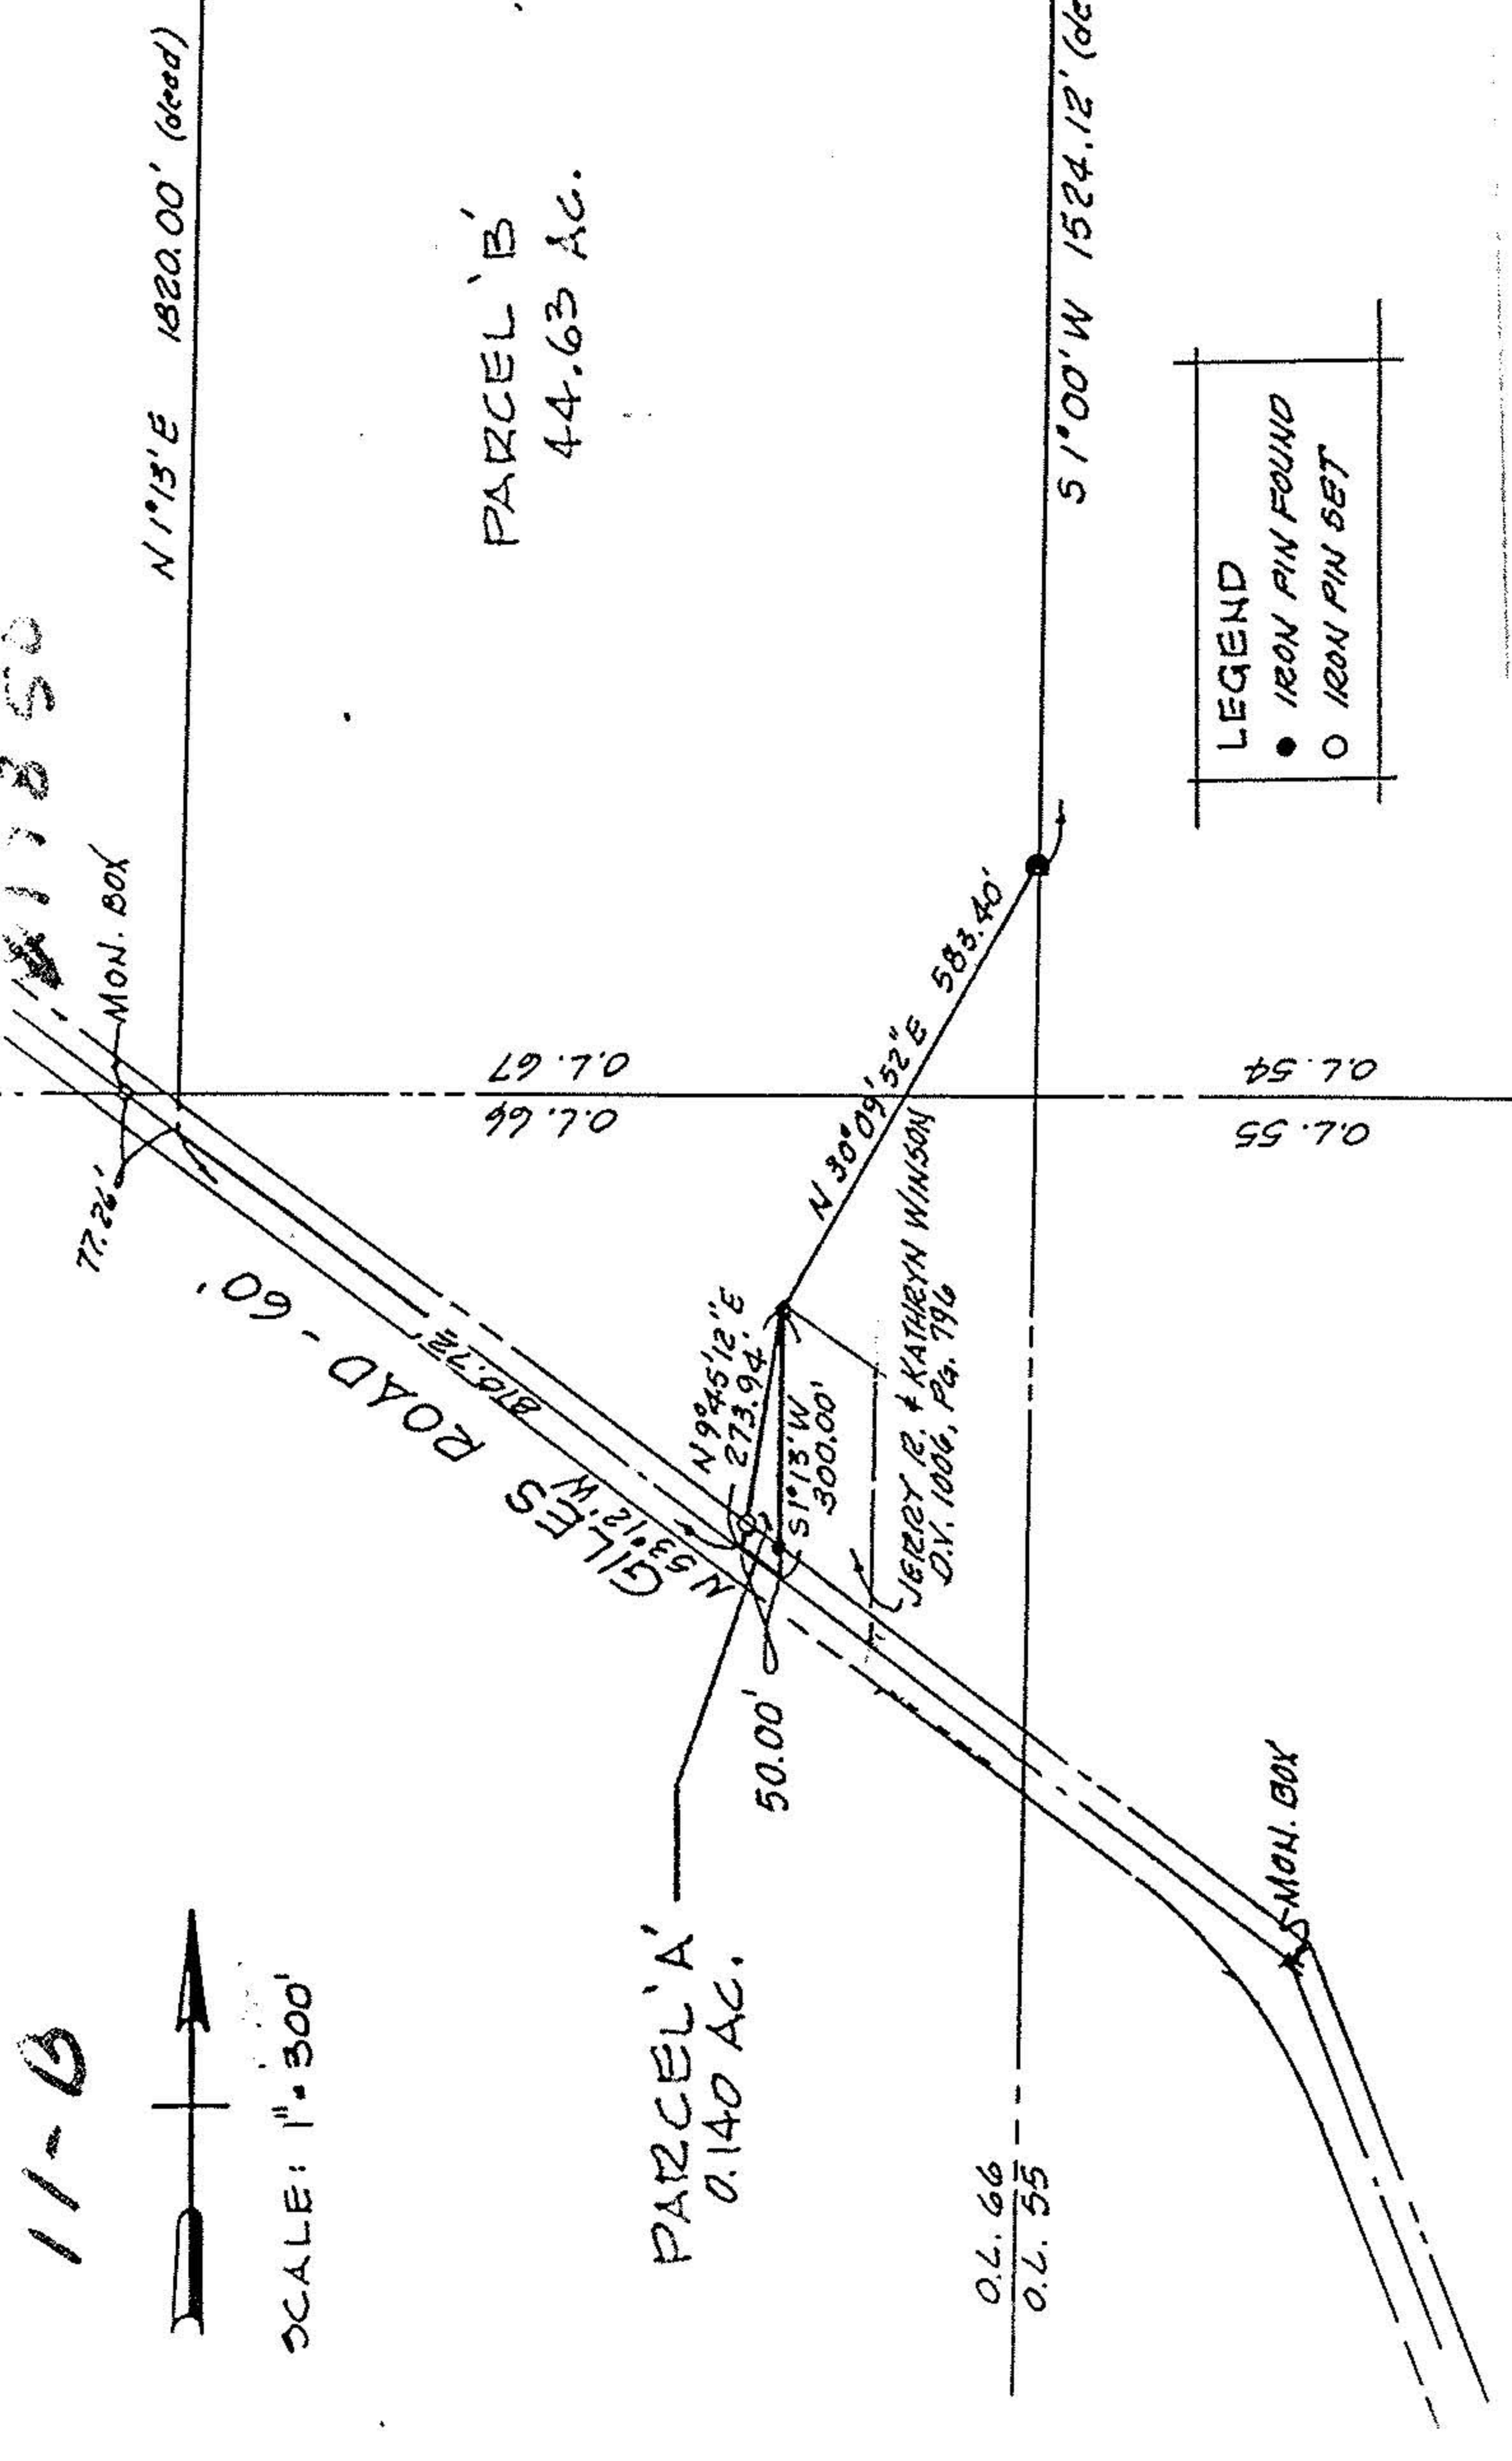 11-B
SCALE: 1"=300'
77.26'
MON. BOX
N 1°13' E 1820.00' (deed)
GILES ROAD - 60'
N 53°12' W
O.L. 67
O.L. 66
PARCEL 'B'
44.63 AC.
PARCEL 'A'
0.140 AC.
50.00'
N 9°45'12" E
273.94'
S 1°13' W
300.00'
N 30°09'52" E 583.40'
JERRY R. & KATHRYN WINSON
D.V. 1006, PG. 796
O.L. 66
O.L. 55
S 1°00' W 1524.12' (de
O.L. 54
O.L. 55
MON. BOX
LEGEND
● IRON PIN FOUND
○ IRON PIN SET